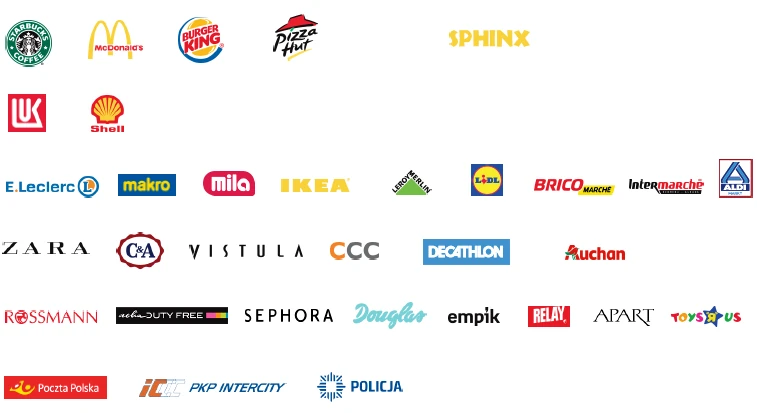 STARBUCKS COFFEE McDonald's BURGER KING Pizza Hut SPHINX
LUK Shell
E.Leclerc L makro mila IKEA LEROY MERLIN LiDL BRICO MARCHÉ Intermarché ALDI
ZARA C&A VISTULA CCC DECATHLON Auchan
ROSSMANN DUTY FREE SEPHORA Douglas empik RELAY APART TOYS R US
Poczta Polska IC PKP INTERCITY POLICJA